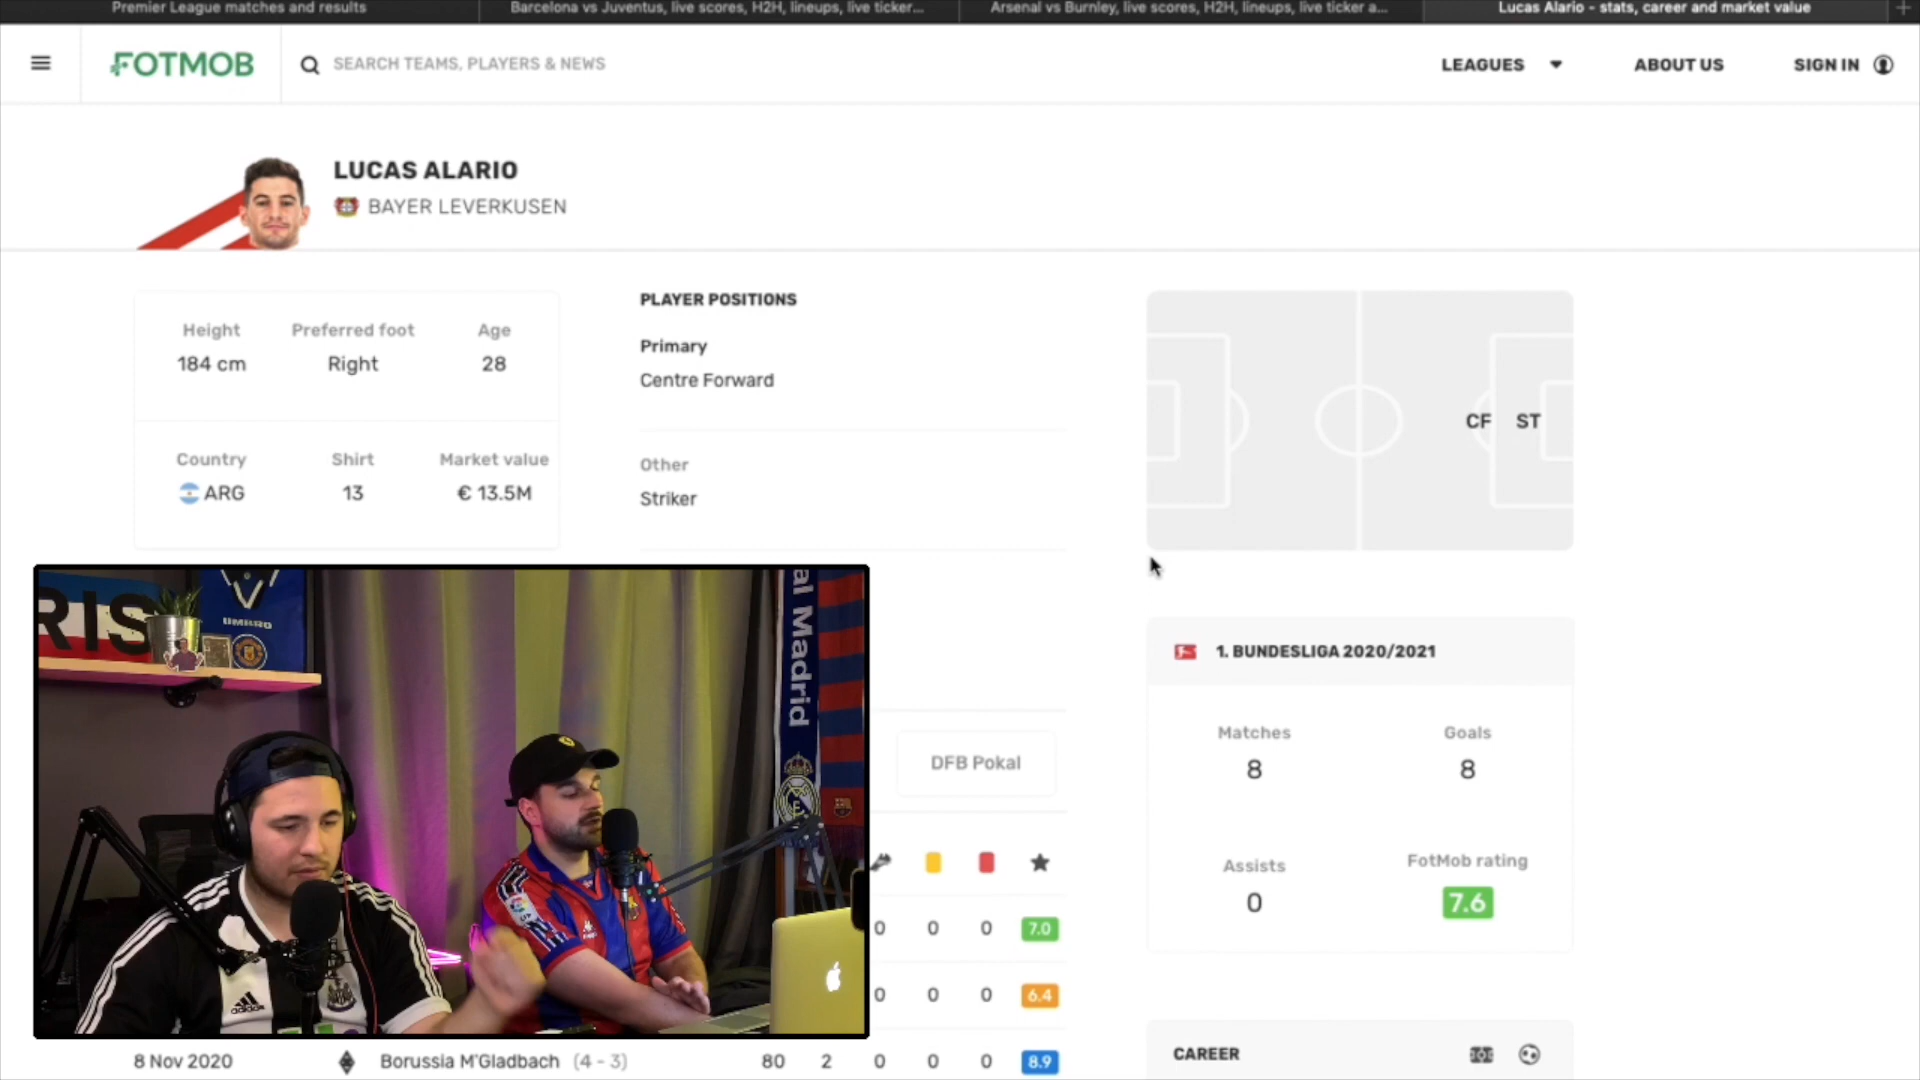 Premier League matches and results
Barcelona vs Juventus, live scores, H2H, lineups, live ticker...
Arsenal vs Burnley, live scores, H2H, lineups, live ticker a...
Lucas Alario - stats, career and market value
FOTMOB
SEARCH TEAMS, PLAYERS & NEWS
LEAGUES
ABOUT US
SIGN IN
LUCAS ALARIO
BAYER LEVERKUSEN
Height
Preferred foot
Age
184 cm
Right
28
Country
Shirt
Market value
ARG
13
€ 13.5M
PLAYER POSITIONS
Primary
Centre Forward
Other
Striker
CF
ST
1. BUNDESLIGA 2020/2021
Matches
Goals
8
8
Assists
FotMob rating
0
7.6
CAREER
RIS
UMBRO
al Madrid
adidas
DFB Pokal
0 0 0 7.0
0 0 0 6.4
8 Nov 2020 Borussia M'Gladbach (4 - 3) 80 2 0 0 0 8.9